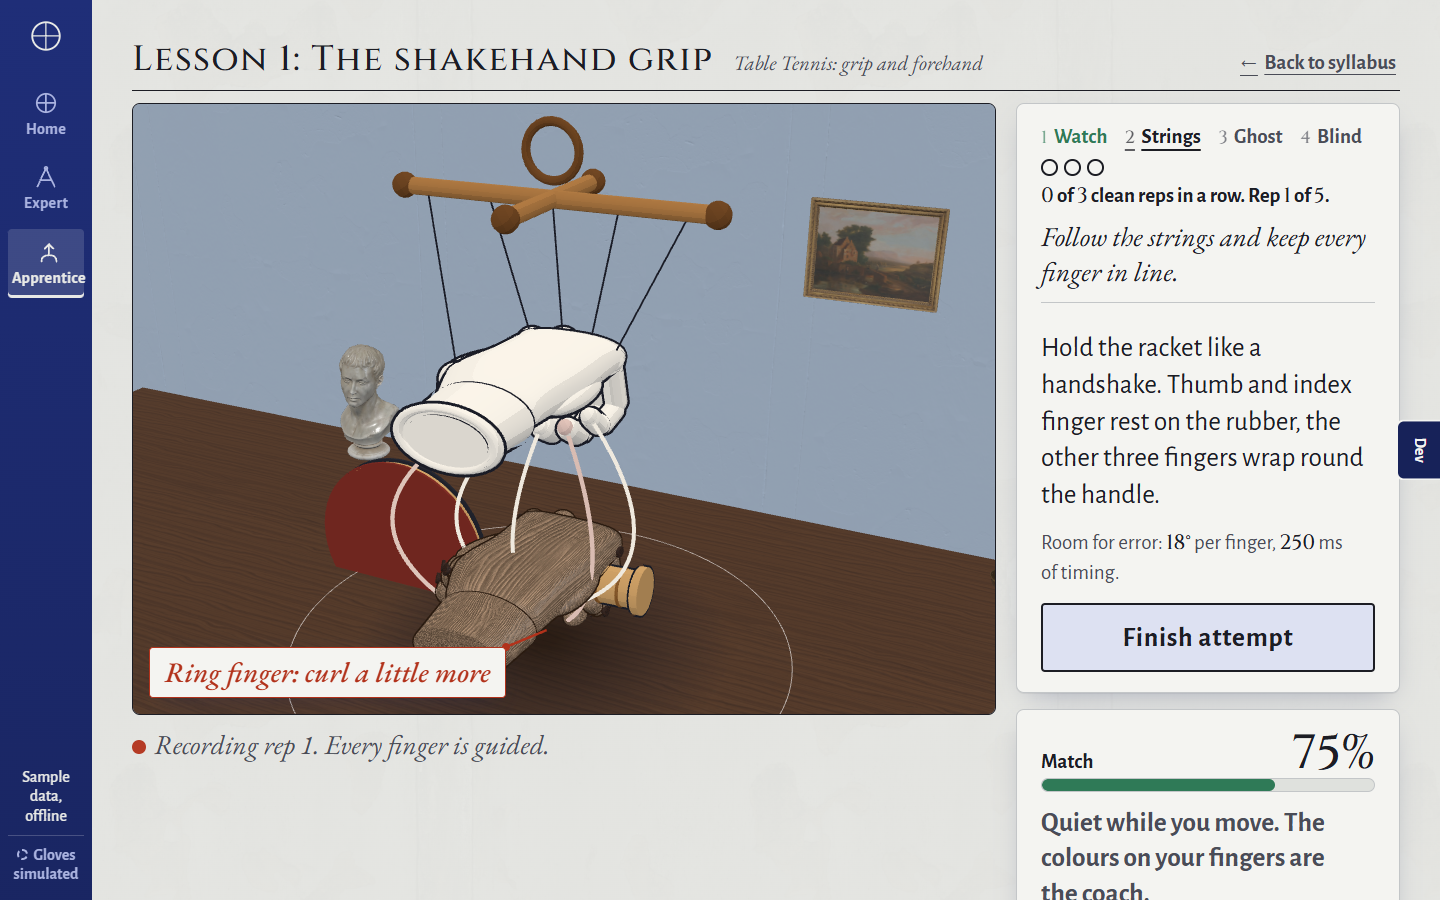 Lesson 1: The shakehand grip
Table Tennis: grip and forehand
← Back to syllabus
Home
Expert
Apprentice
Sample
data,
offline
Gloves
simulated
Ring finger: curl a little more
Recording rep 1. Every finger is guided.
1 Watch 2 Strings 3 Ghost 4 Blind
0 of 3 clean reps in a row. Rep 1 of 5.
Follow the strings and keep every
finger in line.
Hold the racket like a
handshake. Thumb and index
finger rest on the rubber, the
other three fingers wrap round
the handle.
Room for error: 18° per finger, 250 ms
of timing.
Finish attempt
Match 75%
Quiet while you move. The
colours on your fingers are
the coach.
Dev